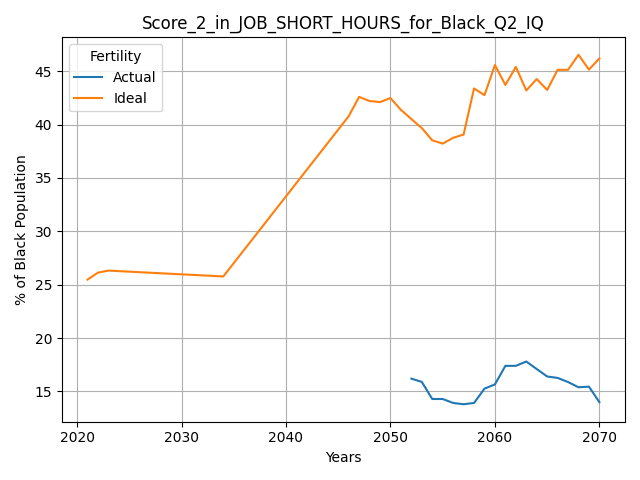 Score_2_in_JOB_SHORT_HOURS_for_Black_Q2_IQ
Fertility
Actual
Ideal
% of Black Population
45
40
35
30
25
20
15
2020 2030 2040 2050 2060 2070
Years